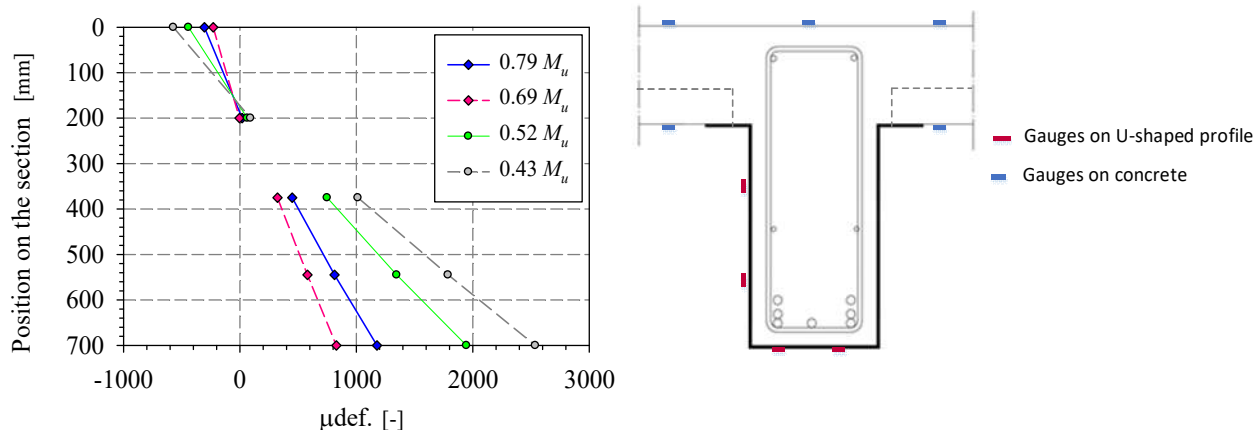 0
100
200
300
400
500
600
700
Position on the section [mm]
-1000 0 1000 2000 3000
μdef. [-]
0.79 Mu
0.69 Mu
0.52 Mu
0.43 Mu
Gauges on U-shaped profile
Gauges on concrete